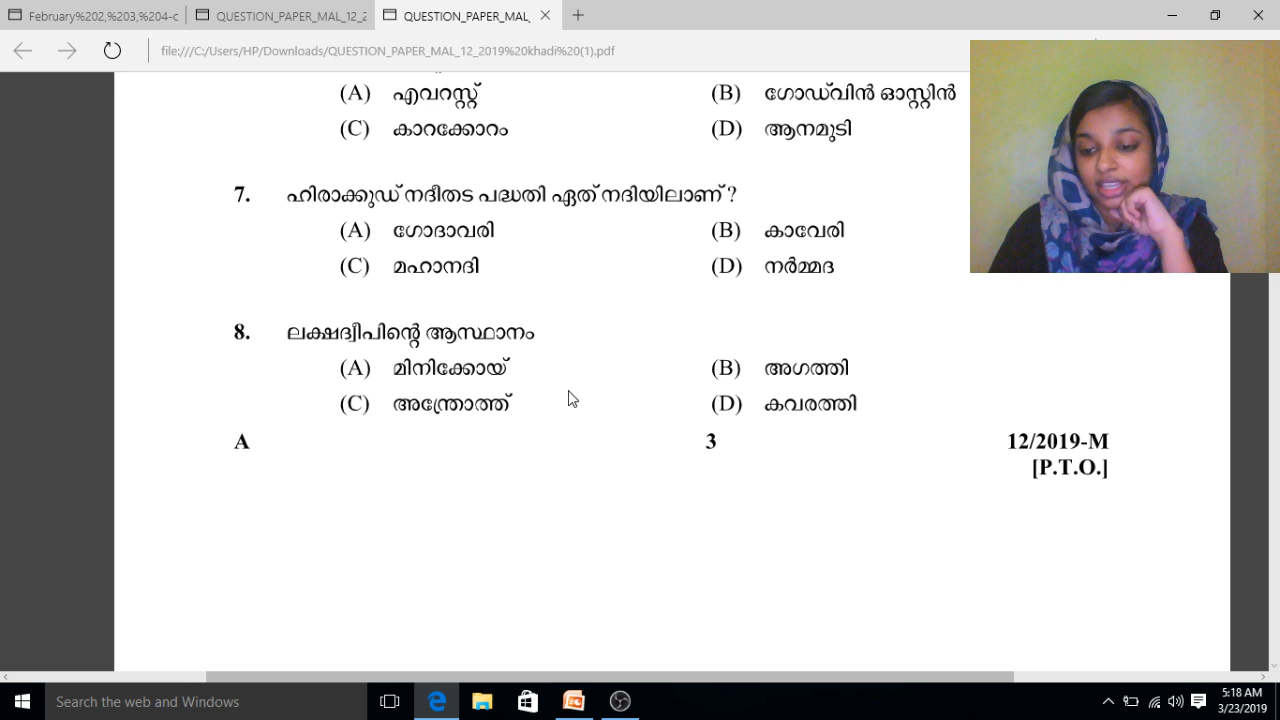 February%202,%203,%204-c
QUESTION_PAPER_MAL_12_2
QUESTION_PAPER_MAL_
file:///C:/Users/HP/Downloads/QUESTION_PAPER_MAL_12_2019%20khadi%20(1).pdf
(A) എവറസ്റ്റ് (B) ഗോഡ്‌വിൻ ഓസ്റ്റിൻ
(C) കാറക്കോറം (D) ആനമുടി
7. ഹിരാക്കുഡ് നദീതട പദ്ധതി ഏത് നദിയിലാണ് ?
(A) ഗോദാവരി (B) കാവേരി
(C) മഹാനദി (D) നർമ്മദ
8. ലക്ഷദ്വീപിന്റെ ആസ്ഥാനം
(A) മിനിക്കോയ് (B) അഗത്തി
(C) അന്ത്രോത്ത് (D) കവരത്തി
A 3 12/2019-M
[P.T.O.]
Search the web and Windows
5:18 AM
3/23/2019